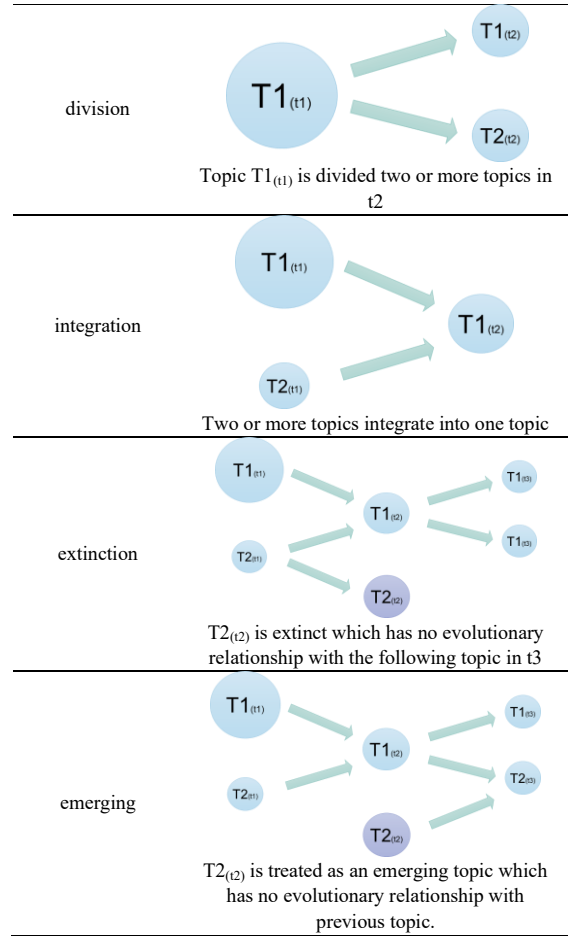 T1(t2)
T1(t1)
division
T2(t2)
Topic T1(t1) is divided two or more topics in
t2
T1(t1)
T1(t2)
integration
T2(t1)
Two or more topics integrate into one topic
T1(t1)
T1(t3)
T1(t2)
T1(t3)
extinction
T2(t1)
T2(t2)
T2(t2) is extinct which has no evolutionary
relationship with the following topic in t3
T1(t1)
T1(t3)
T1(t2)
T2(t3)
T2(t1)
emerging
T2(t2)
T2(t2) is treated as an emerging topic which
has no evolutionary relationship with
previous topic.